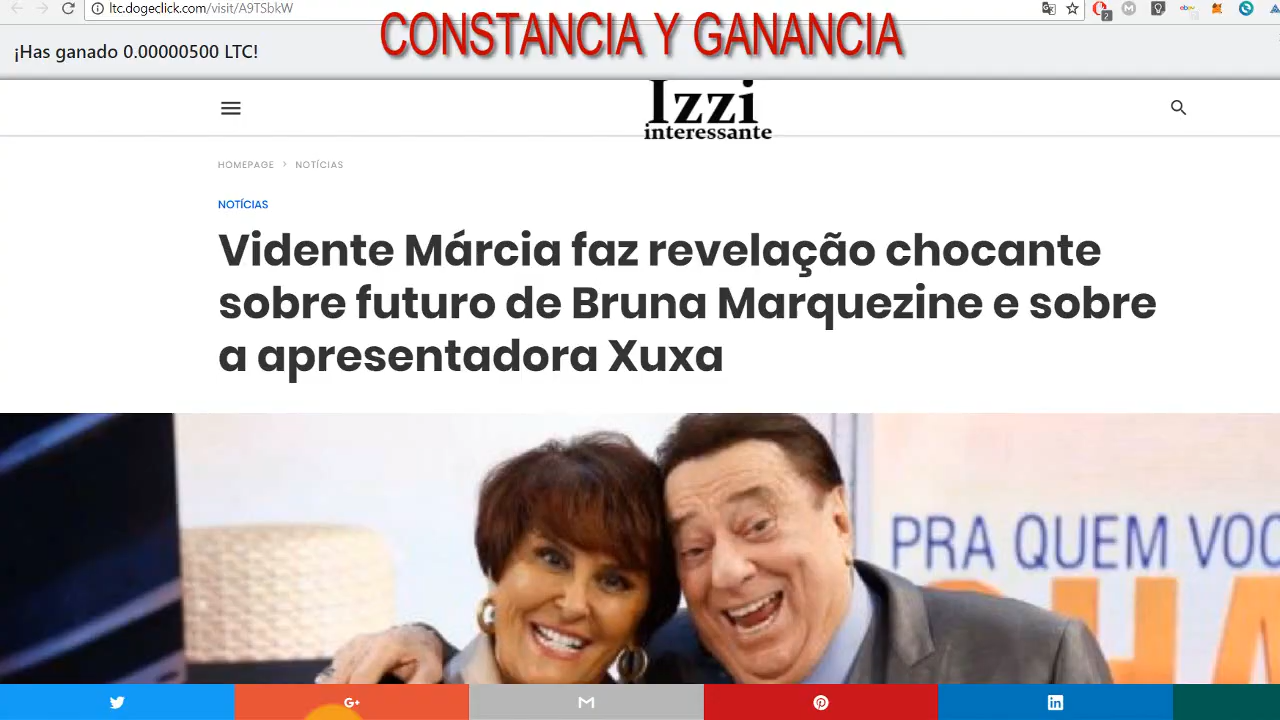 ltc.dogeclick.com/visit/A9TSbkW
CONSTANCIA Y GANANCIA
¡Has ganado 0.00000500 LTC!
Izzi
interessante
HOMEPAGE > NOTÍCIAS
NOTÍCIAS
Vidente Márcia faz revelação chocante
sobre futuro de Bruna Marquezine e sobre
a apresentadora Xuxa
PRA QUEM VOC
HA